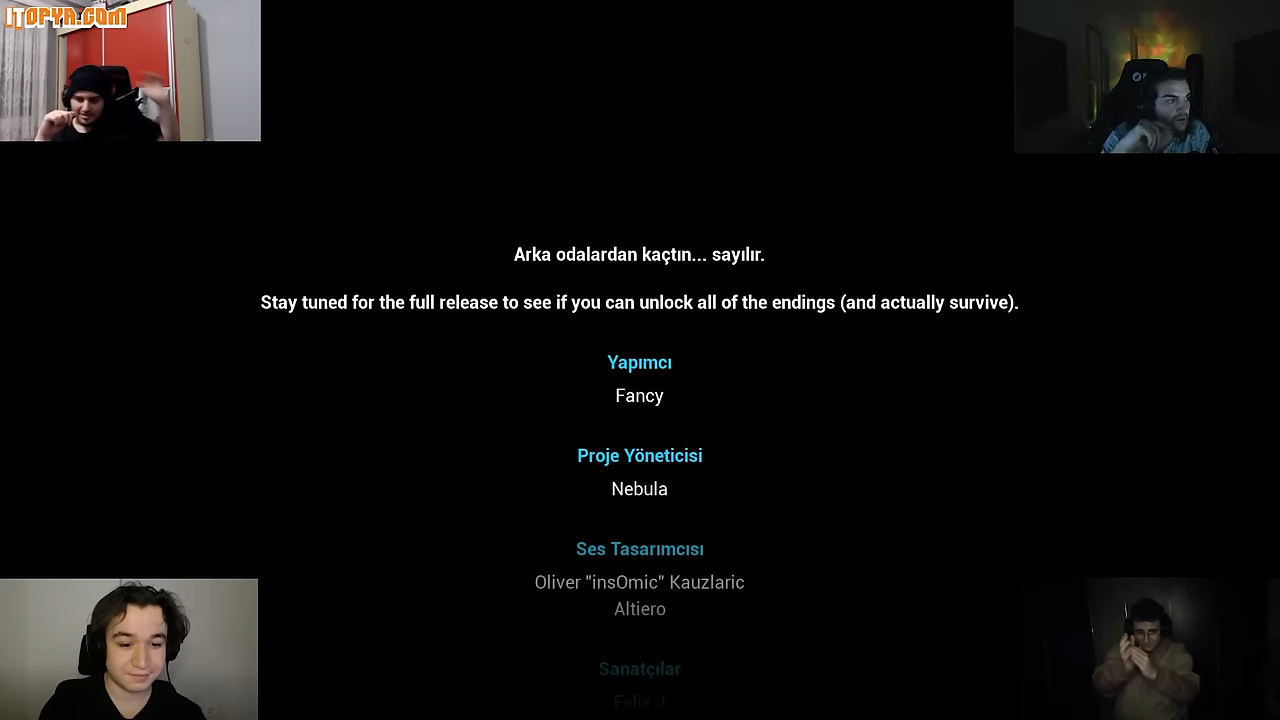 ITOPYA.COM
Arka odalardan kaçtın... sayılır.
Stay tuned for the full release to see if you can unlock all of the endings (and actually survive).
Yapımcı
Fancy
Proje Yöneticisi
Nebula
Ses Tasarımcısı
Oliver "insOmic" Kauzlaric
Altiero
Sanatçılar
Felix J